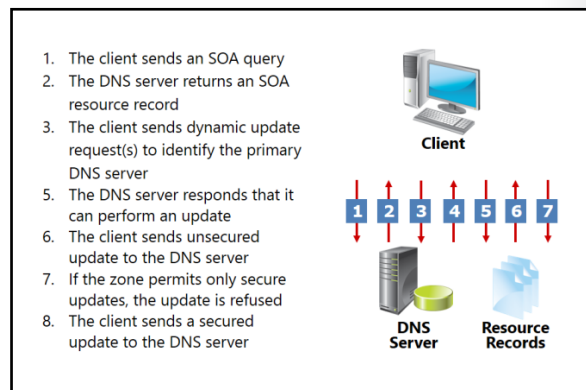 1. The client sends an SOA query
2. The DNS server returns an SOA
resource record
3. The client sends dynamic update
request(s) to identify the primary
DNS server
5. The DNS server responds that it
can perform an update
6. The client sends unsecured
update to the DNS server
7. If the zone permits only secure
updates, the update is refused
8. The client sends a secured
update to the DNS server
Client
1 2 3 4 5 6 7
DNS
Server
Resource
Records